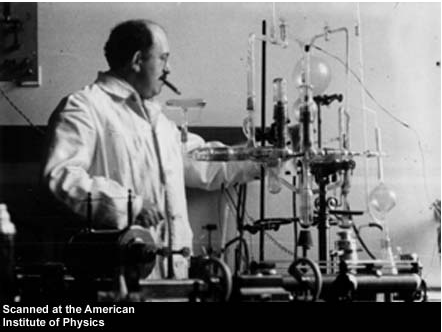 Scanned at the American
Institute of Physics